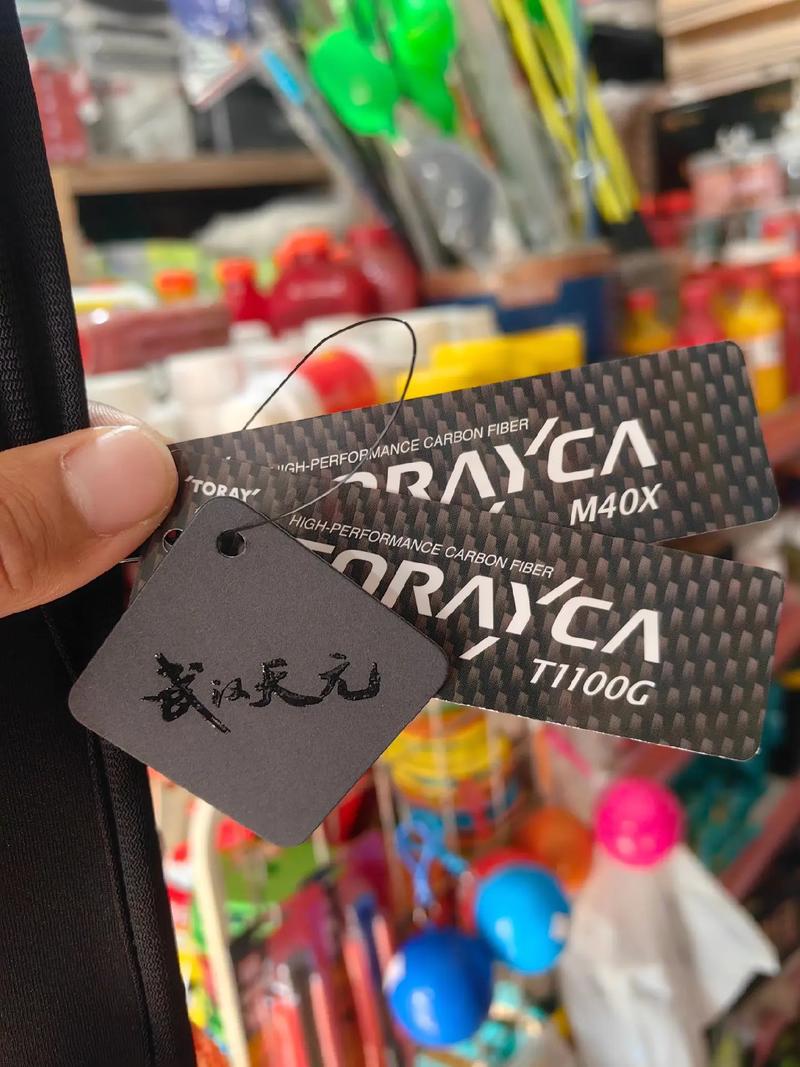 HIGH-PERFORMANCE CARBON FIBER
TORAYCA
M40X
'TORAY'
HIGH-PERFORMANCE CARBON FIBER
TORAYCA
T1100G
武汉天元